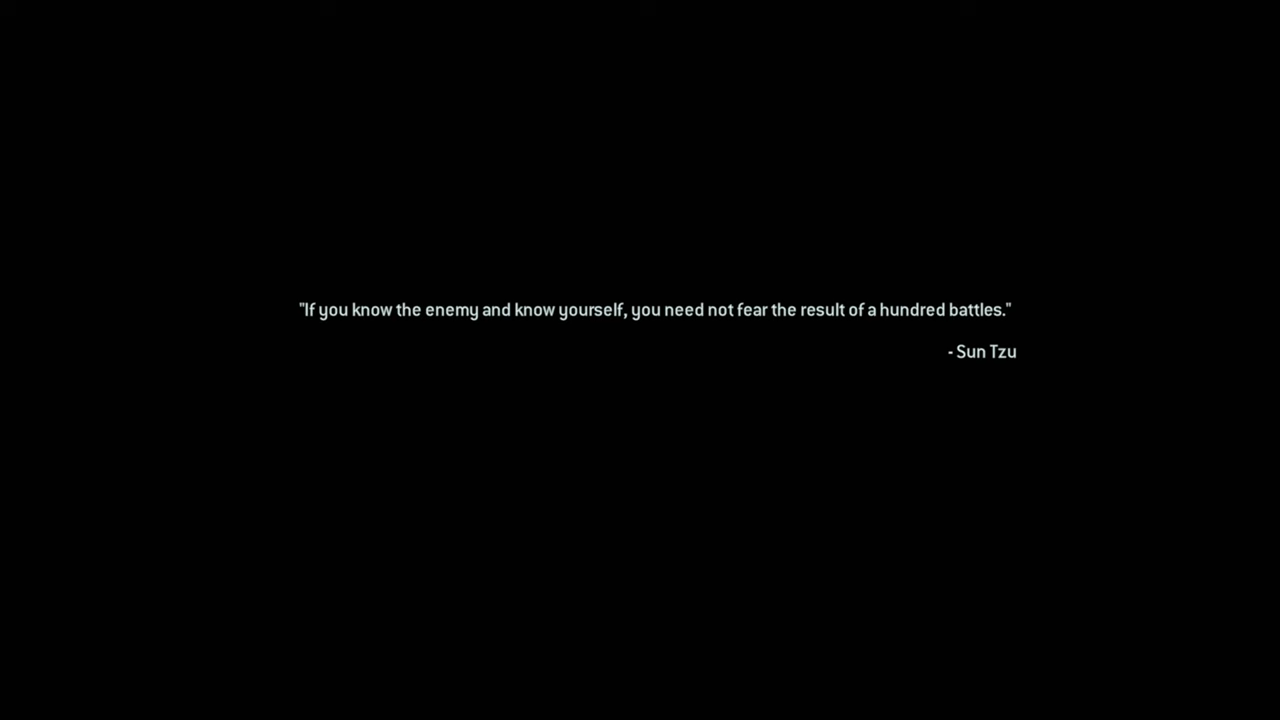 "If you know the enemy and know yourself, you need not fear the result of a hundred battles."
- Sun Tzu